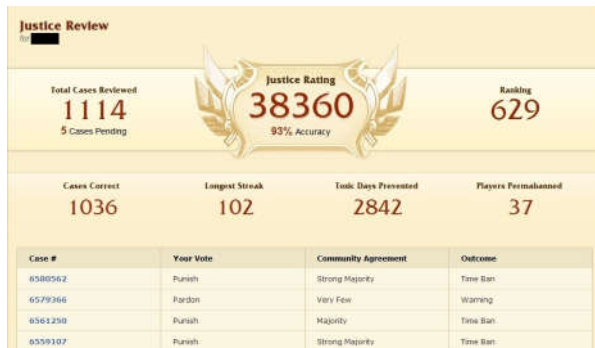 Justice Review
for
Total Cases Reviewed
1114
5 Cases Pending
Justice Rating
38360
93% Accuracy
Ranking
629
Cases Correct
1036
Longest Streak
102
Toxic Days Prevented
2842
Players Permabanned
37
Case # Your Vote Community Agreement Outcome
6580562 Punish Strong Majority Time Ban
6579366 Pardon Very Few Warning
6561250 Punish Majority Time Ban
6559107 Punish Strong Majority Time Ban